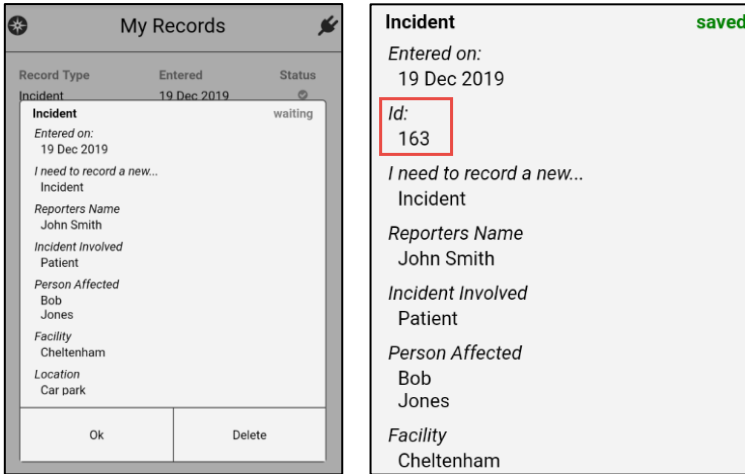 My Records
Record Type Entered Status
Incident 19 Dec 2019
Incident waiting
Entered on:
19 Dec 2019
I need to record a new...
Incident
Reporters Name
John Smith
Incident Involved
Patient
Person Affected
Bob
Jones
Facility
Cheltenham
Location
Car park
Ok Delete
Incident saved
Entered on:
19 Dec 2019
Id:
163
I need to record a new...
Incident
Reporters Name
John Smith
Incident Involved
Patient
Person Affected
Bob
Jones
Facility
Cheltenham